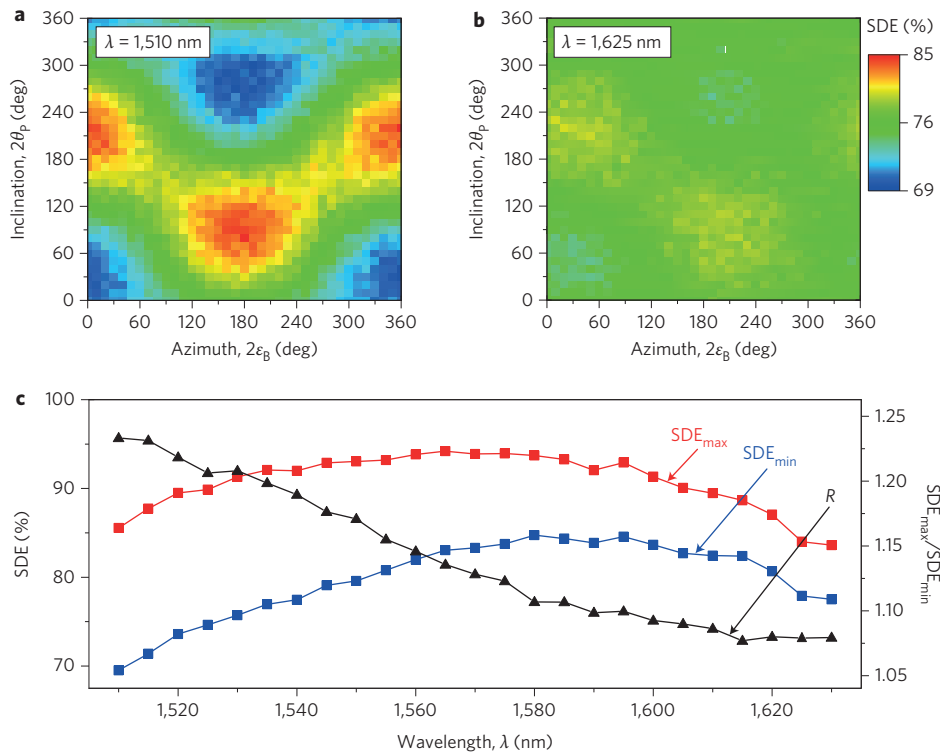 a
λ = 1,510 nm
360
300
240
180
120
60
0
Inclination, 2θP (deg)
0 60 120 180 240 300 360
Azimuth, 2εB (deg)
b
λ = 1,625 nm
360
300
240
180
120
60
0
Inclination, 2θP (deg)
0 60 120 180 240 300 360
Azimuth, 2εB (deg)
SDE (%)
85
76
69
c
100
90
80
70
SDE (%)
SDEmax
SDEmin
R
1.25
1.20
1.15
1.10
1.05
SDEmax/SDEmin
1,520 1,540 1,560 1,580 1,600 1,620
Wavelength, λ (nm)